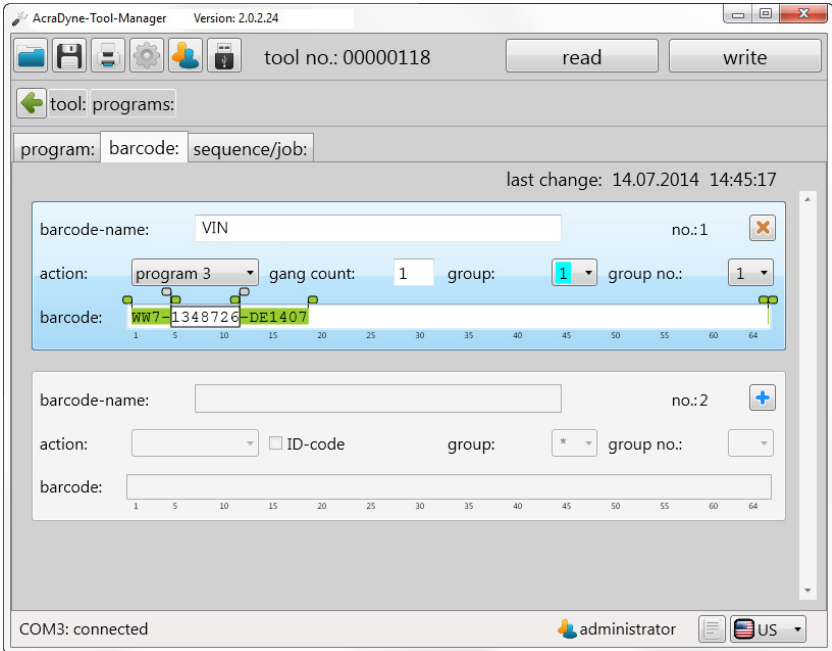 AcraDyne-Tool-Manager Version: 2.0.2.24
tool no.: 00000118 read write
tool: programs:
program: barcode: sequence/job:
last change: 14.07.2014 14:45:17
barcode-name: VIN no.:1
action: program 3 gang count: 1 group: 1 group no.: 1
barcode: WW7-1348726-DE1407
1 5 10 15 20 25 30 35 40 45 50 55 60 64
barcode-name: no.:2
action: ID-code group: * group no.:
barcode:
1 5 10 15 20 25 30 35 40 45 50 55 60 64
COM3: connected administrator US